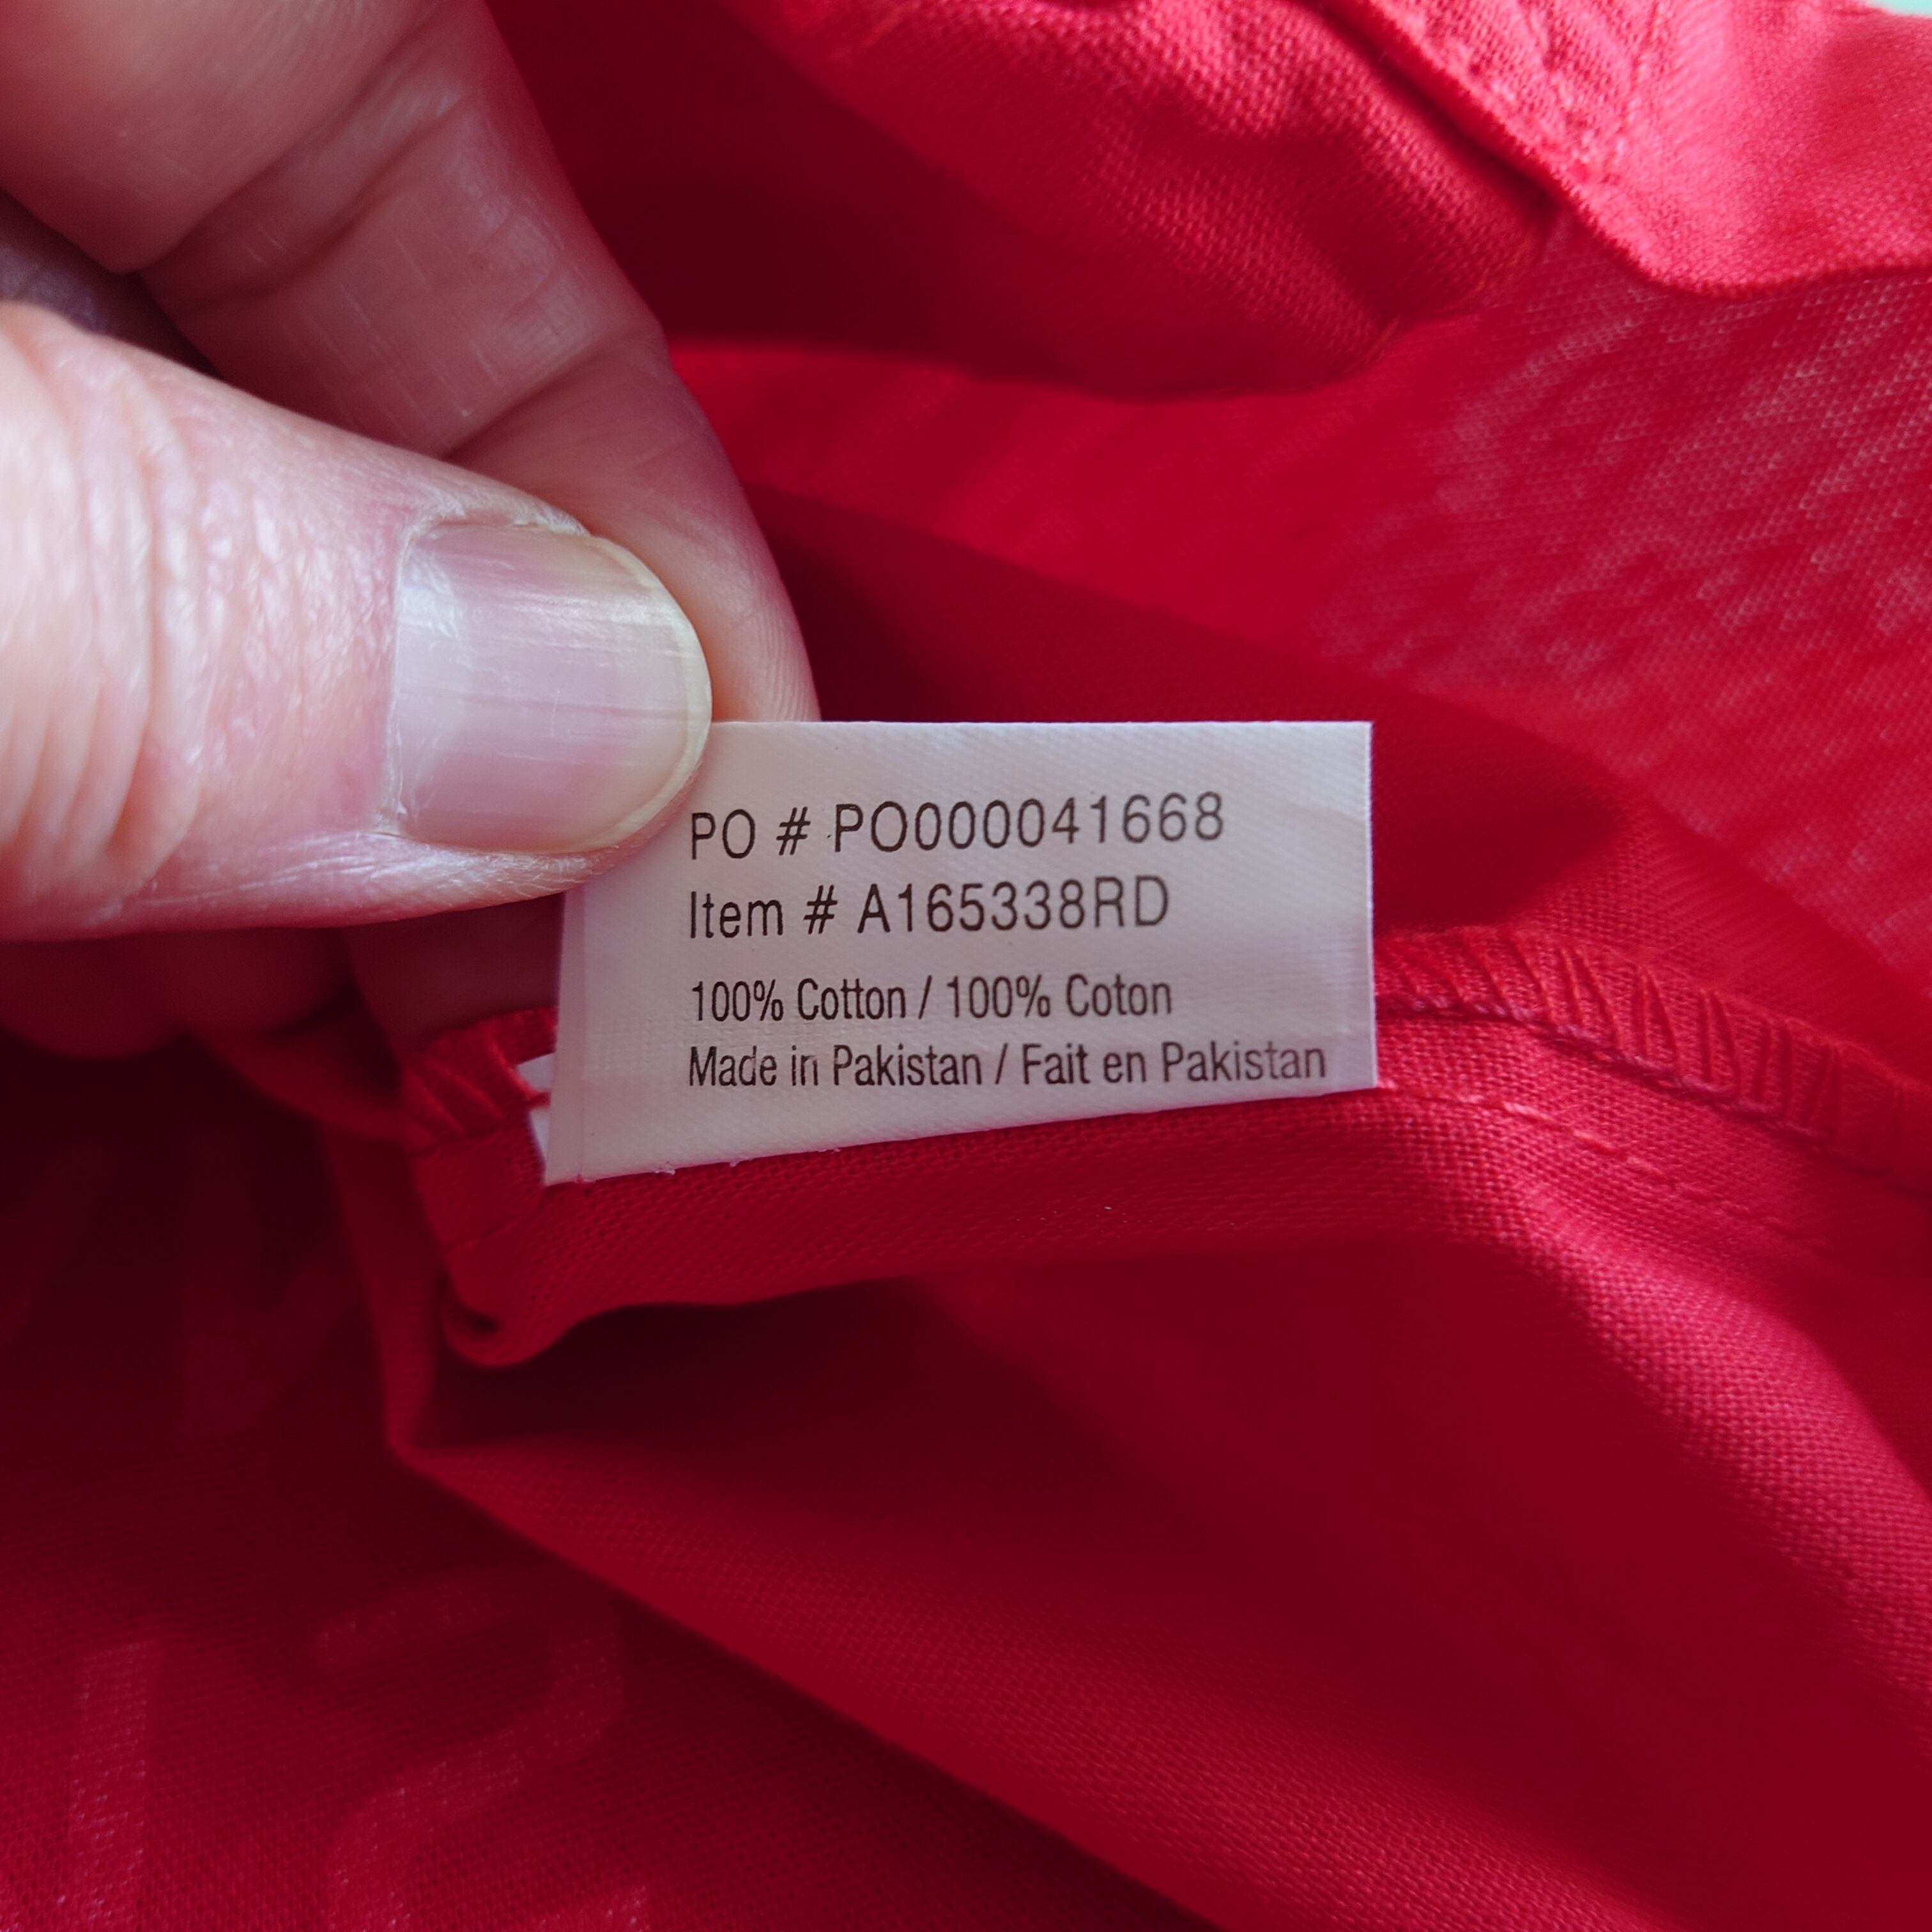 PO # PO000041668
Item # A165338RD
100% Cotton / 100% Coton
Made in Pakistan / Fait en Pakistan